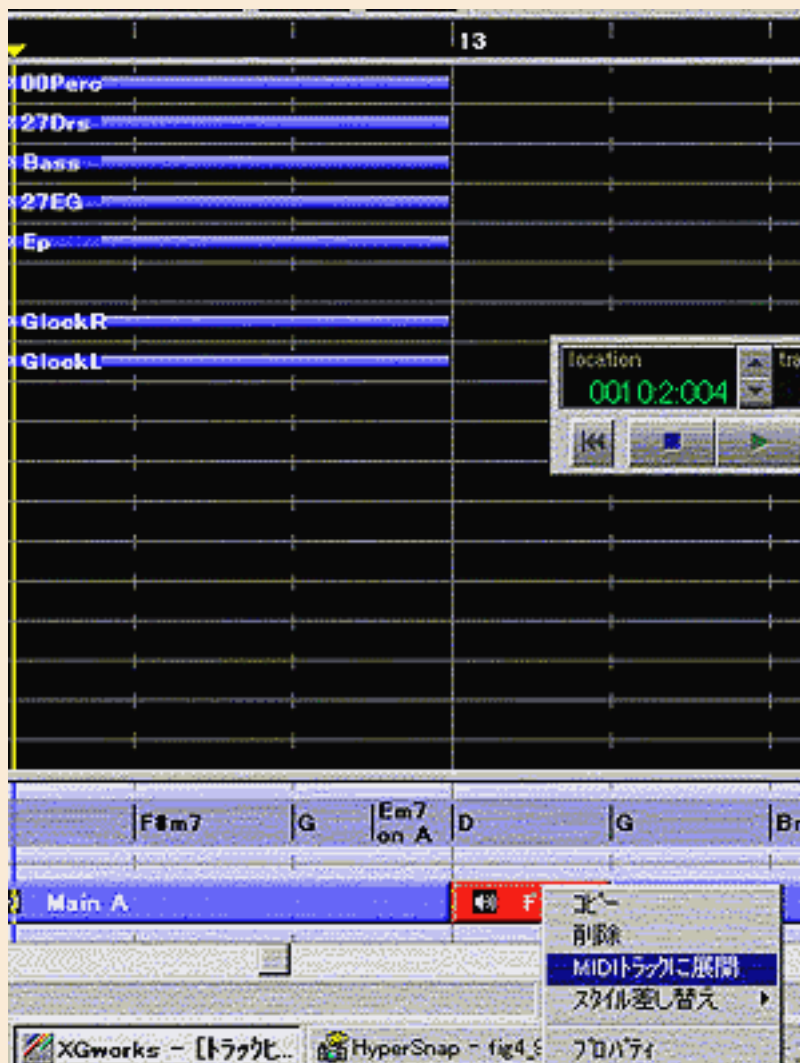 13
00Perc
27Drs
Bass
27EG
Ep
GlockR
GlockL
location
0010:2:004
F#m7
G
Em7
on A
D
G
Main A
コピー
削除
MIDIトラックに展開
スタイル差し替え
プロパティ
XGworks - [トラックビ...
HyperSnap - fig4_